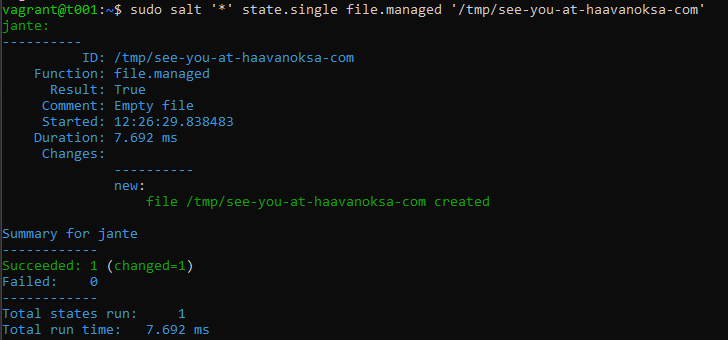 vagrant@t001:~$ sudo salt '*' state.single file.managed '/tmp/see-you-at-haavanoksa-com'
jante:
----------
          ID: /tmp/see-you-at-haavanoksa-com
    Function: file.managed
      Result: True
     Comment: Empty file
     Started: 12:26:29.838483
    Duration: 7.692 ms
     Changes:
              ----------
              new:
                  file /tmp/see-you-at-haavanoksa-com created

Summary for jante
------------
Succeeded: 1 (changed=1)
Failed:    0
------------
Total states run:     1
Total run time:   7.692 ms